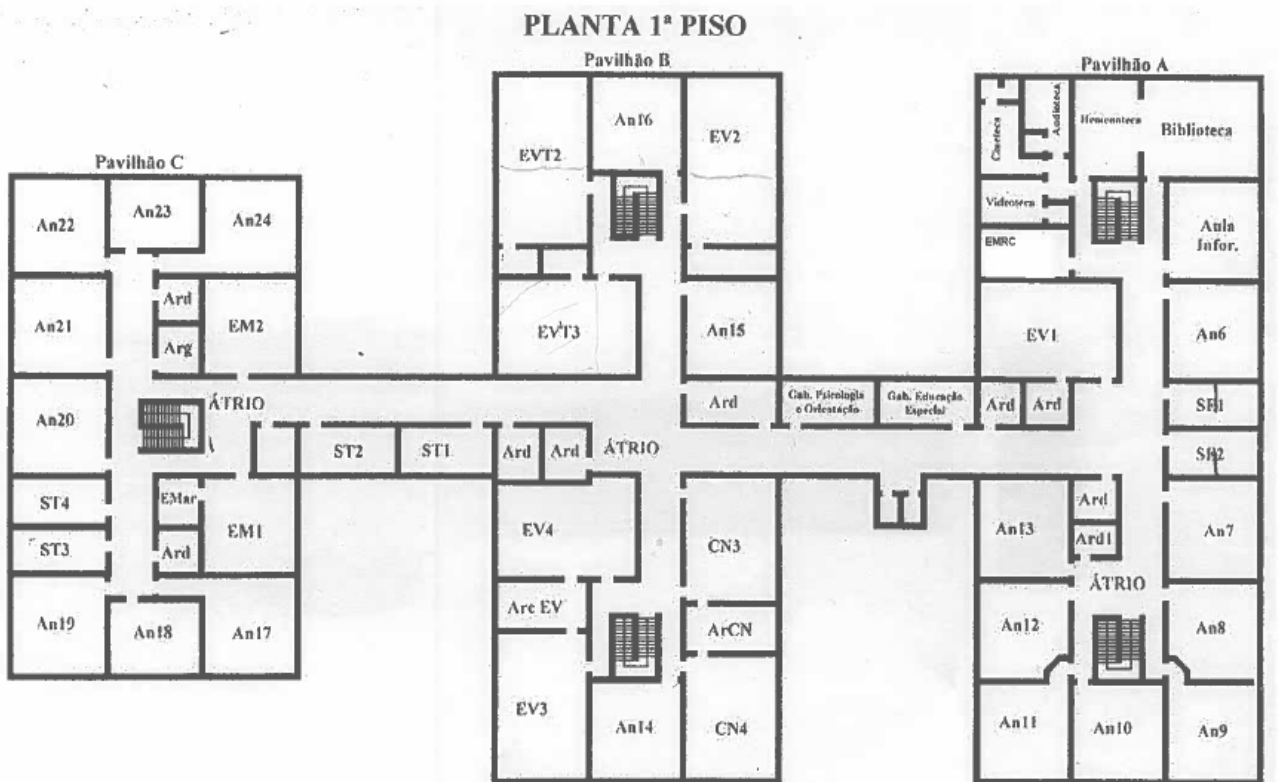 PLANTA 1ª PISO
Pavilhão B
Pavilhão A
Pavilhão C
An22
An23
An24
An21
Ard
EM2
Arg
An20
ÁTRIO
ST4
EMar
ST3
Ard
EM1
An19
An18
An17
ST2
ST1
Ard
Ard
ÁTRIO
EVT2
An16
EV2
EVT3
An15
Ard
EV4
CN3
Arc EV
ArCN
EV3
An14
CN4
Gab. Psicologia
e Orientação
Gab. Educação
Especial
Cineteca
Audioteca
Hemeroteca
Biblioteca
Videoteca
EMRC
Aula
Infor.
EV1
An6
Ard
Ard
SF1
SF2
An13
Ard
Ard1
An7
ÁTRIO
An12
An8
An11
An10
An9